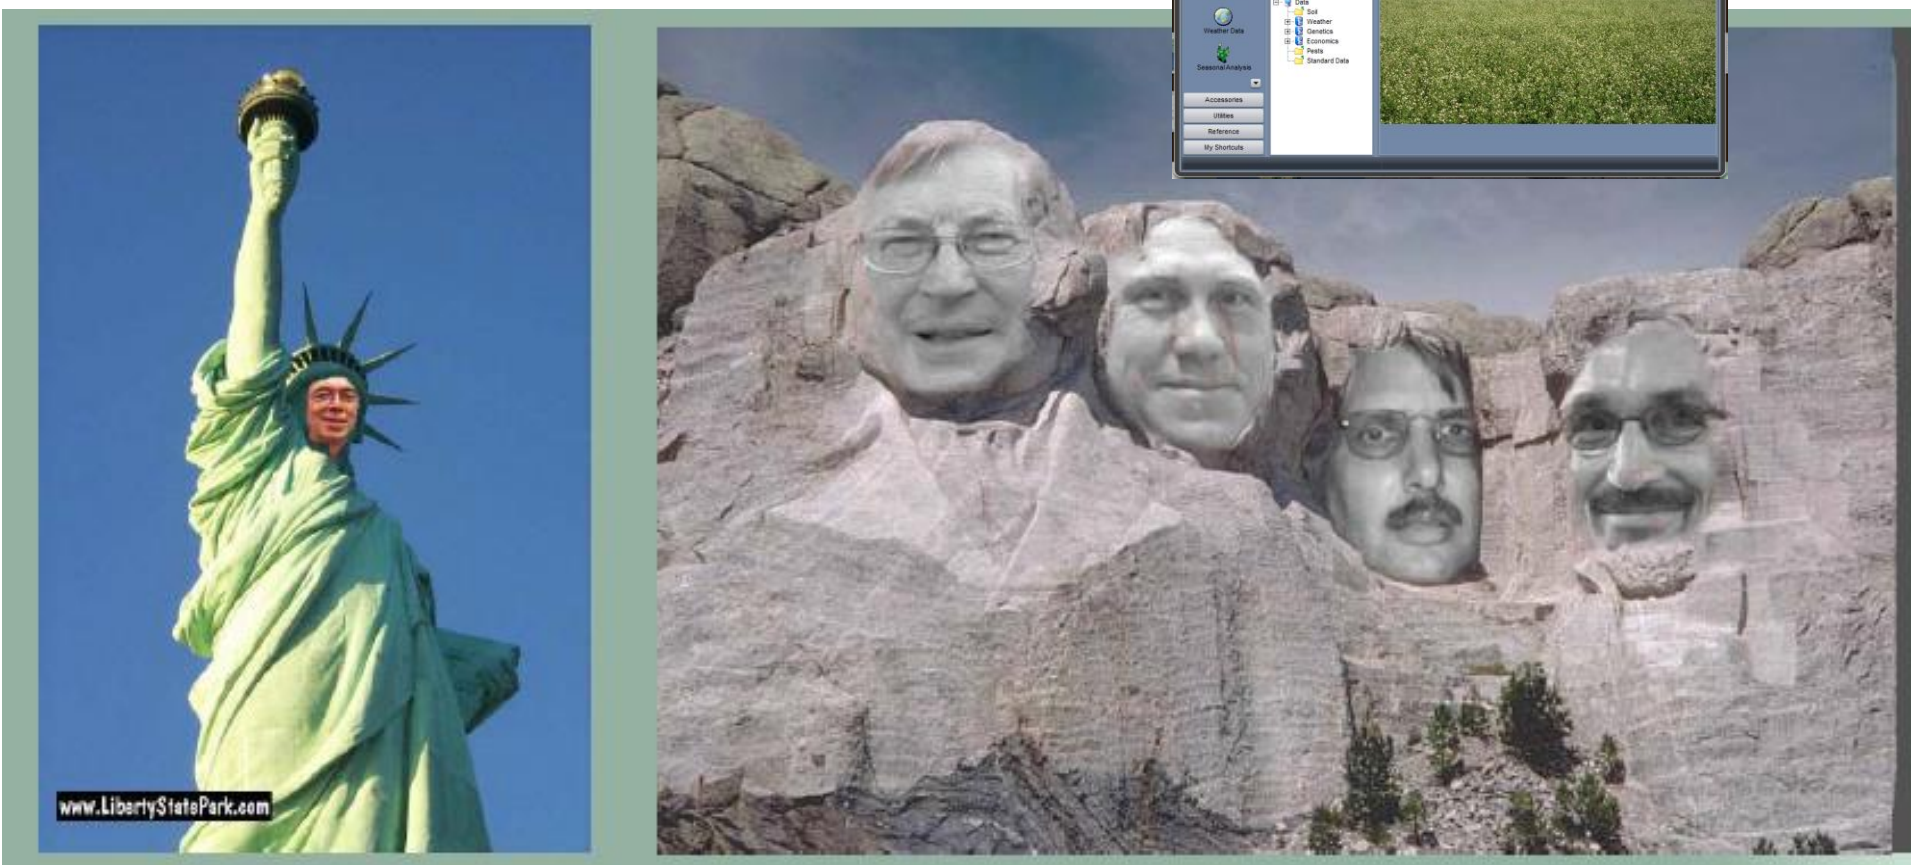 Data
Soil
Weather
Genetics
Economics
Pests
Standard Data
Weather Data
Seasonal Analysis
Accessories
Utilities
Reference
My Shortcuts
www.LibertyStatePark.com